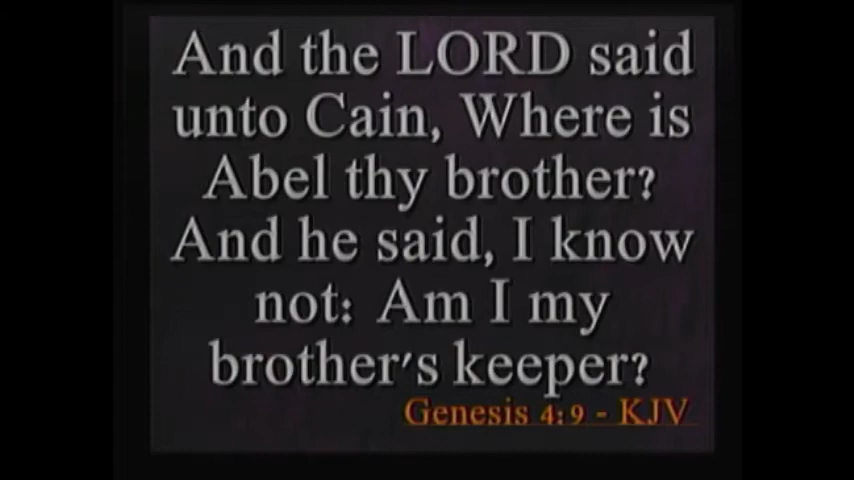 And the LORD said
unto Cain, Where is
Abel thy brother?
And he said, I know
not: Am I my
brother's keeper?
Genesis 4:9 - KJV